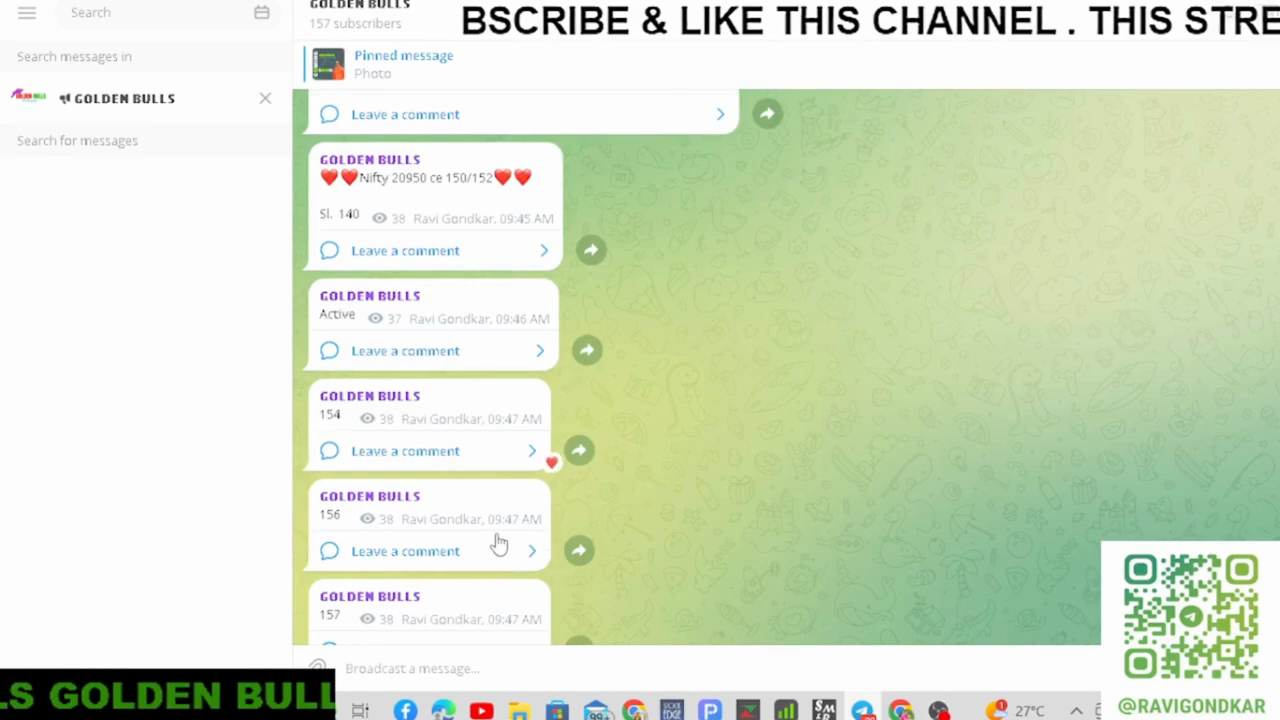 Search
GOLDEN BULLS
157 subscribers
BSCRIBE & LIKE THIS CHANNEL . THIS STRE
Search messages in
Pinned message
Photo
GOLDEN BULLS
Search for messages
Leave a comment
GOLDEN BULLS
❤️❤️Nifty 20950 ce 150/152❤️❤️
Sl. 140 38 Ravi Gondkar, 09:45 AM
Leave a comment
GOLDEN BULLS
Active 37 Ravi Gondkar, 09:46 AM
Leave a comment
GOLDEN BULLS
154 38 Ravi Gondkar, 09:47 AM
Leave a comment
GOLDEN BULLS
156 38 Ravi Gondkar, 09:47 AM
Leave a comment
GOLDEN BULLS
157 38 Ravi Gondkar, 09:47 AM
Broadcast a message...
LS GOLDEN BULL
99+
27°C
@RAVIGONDKAR